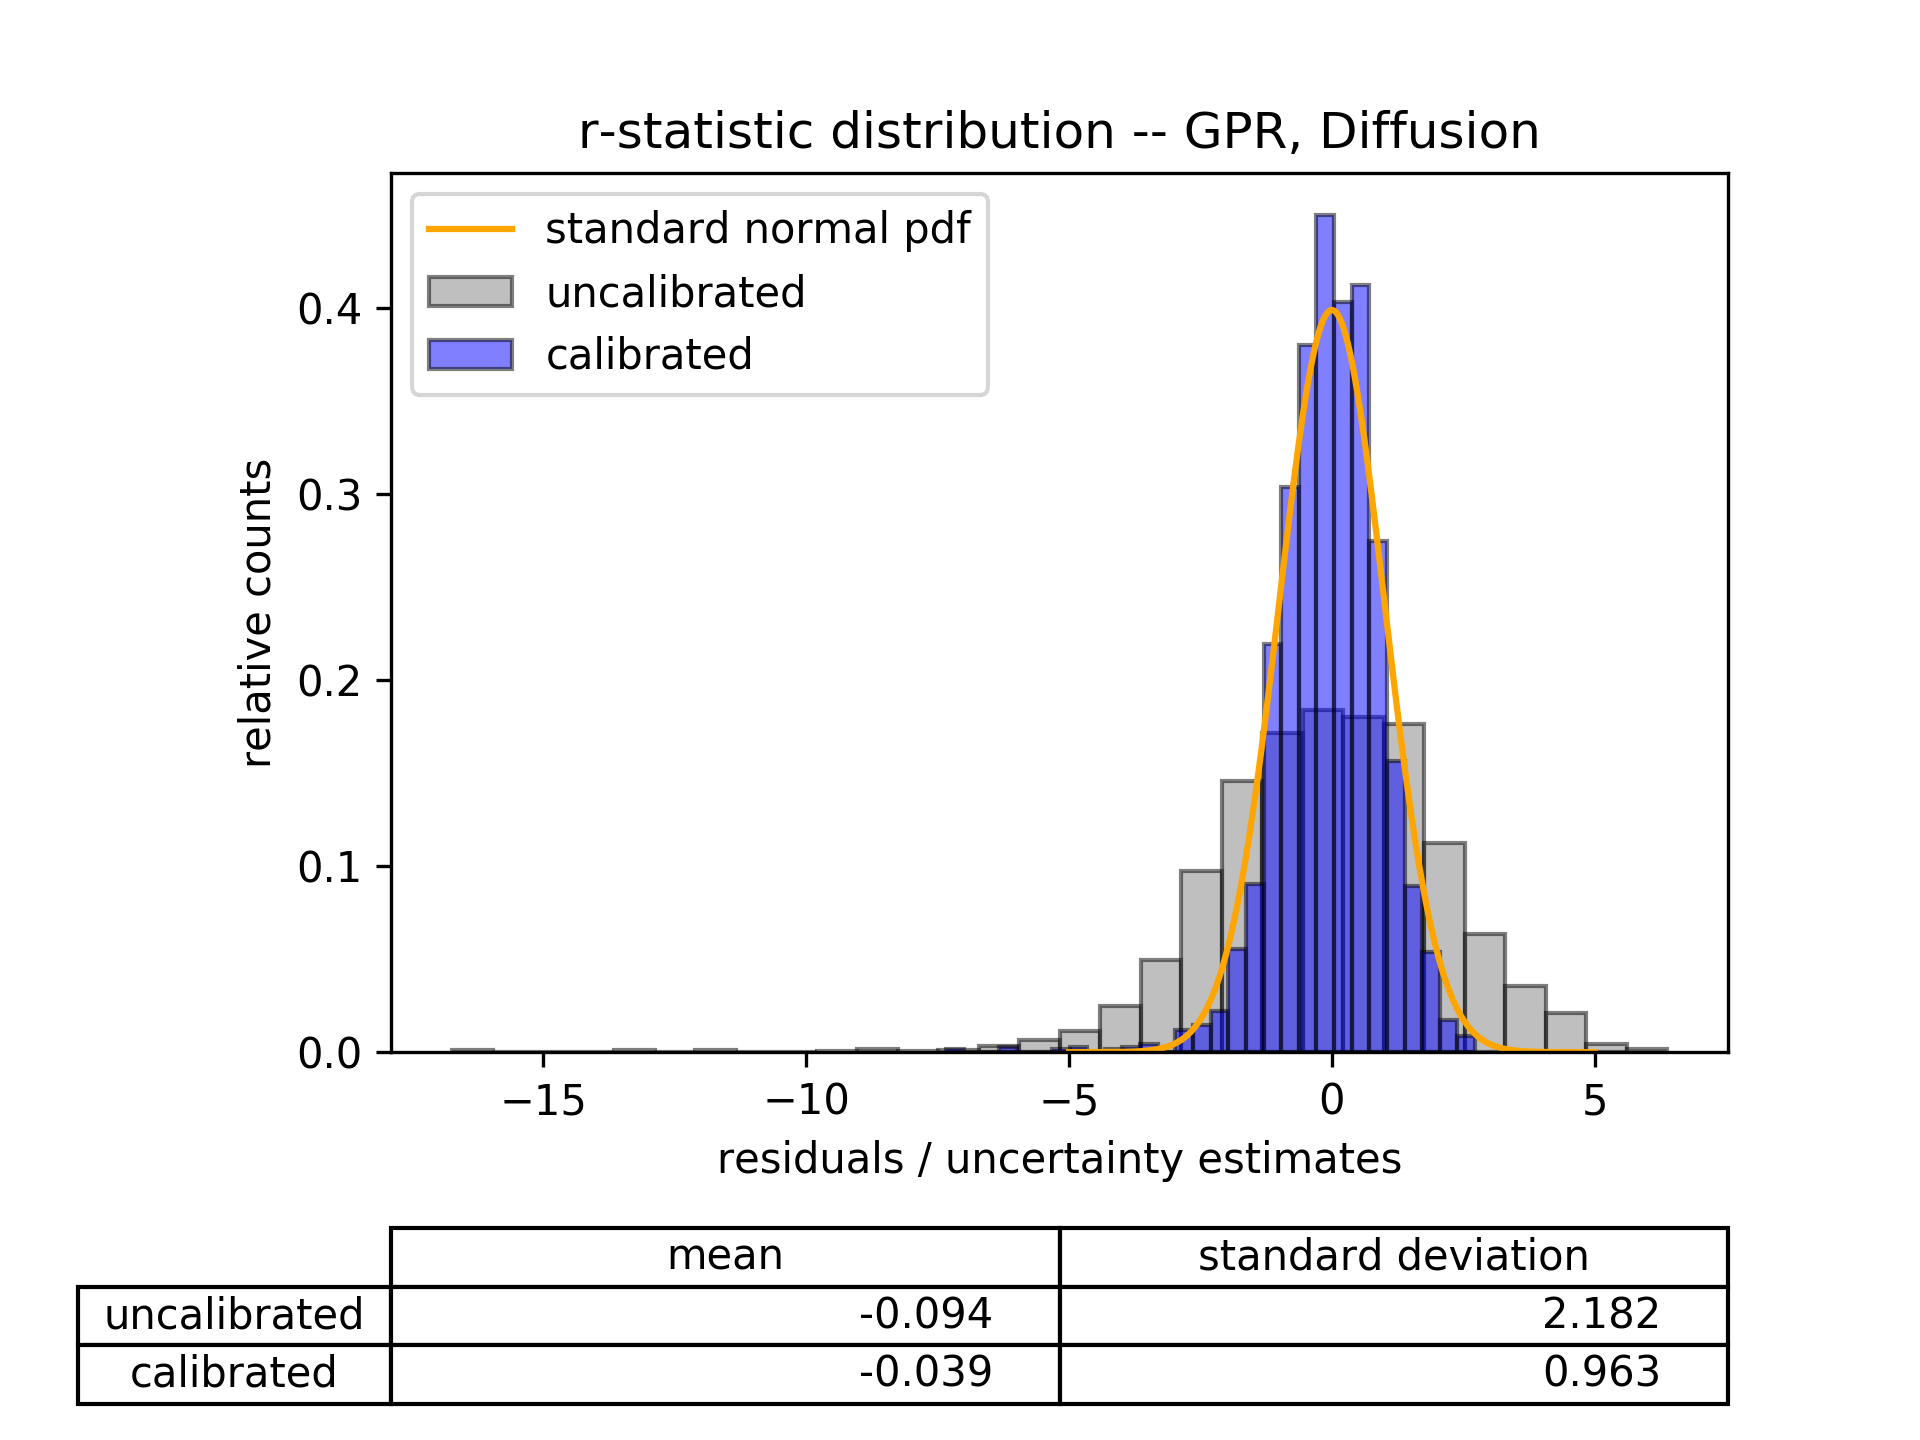 r-statistic distribution -- GPR, Diffusion
standard normal pdf
uncalibrated
calibrated
relative counts
0.4
0.3
0.2
0.1
0.0
−15 −10 −5 0 5
residuals / uncertainty estimates
mean standard deviation
uncalibrated -0.094 2.182
calibrated -0.039 0.963